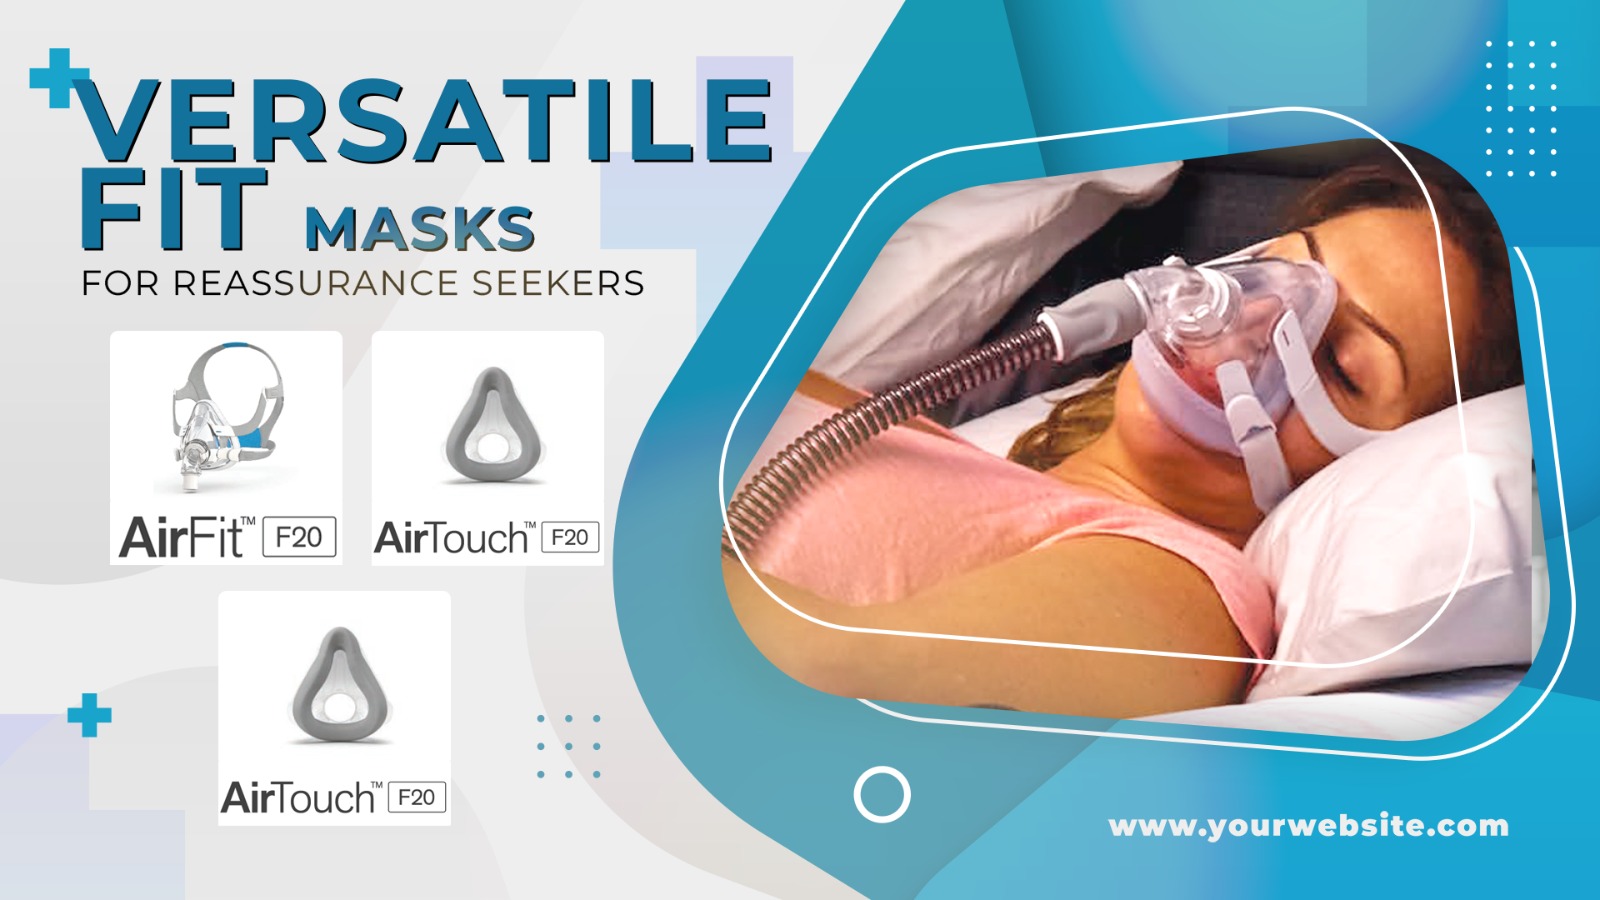 VERSATILE
FIT MASKS
FOR REASSURANCE SEEKERS
AirFit™ F20
AirTouch™ F20
AirTouch™ F20
www.yourwebsite.com